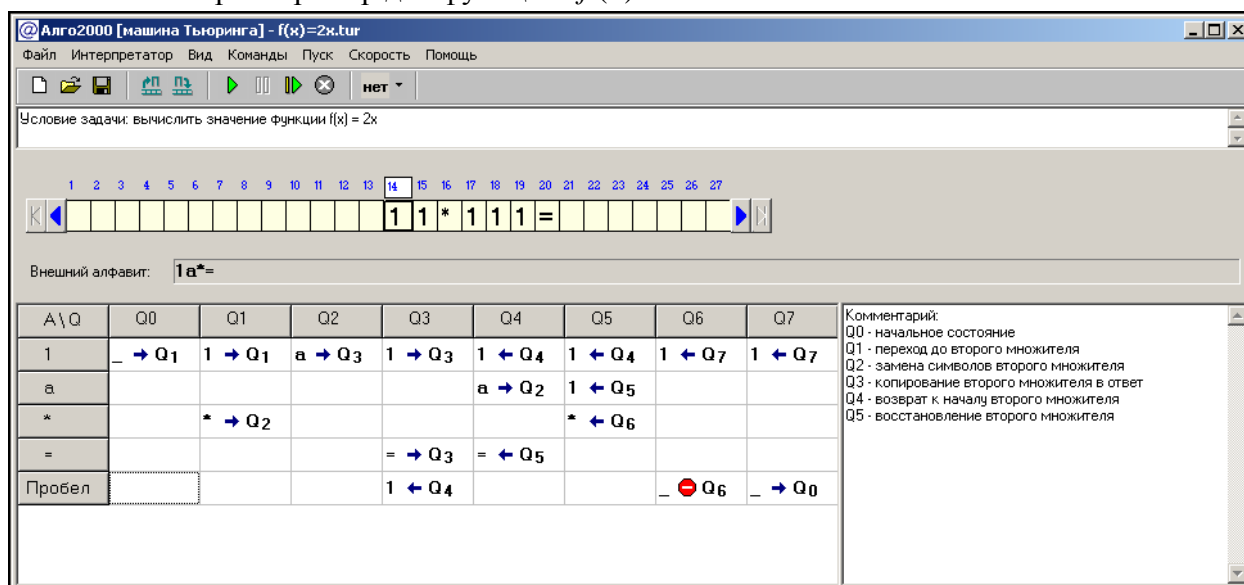 Алго2000 [машина Тьюринга] - f(x)=2x.tur
Файл Интерпретатор Вид Команды Пуск Скорость Помощь
нет
Условие задачи: вычислить значение функции f(x) = 2x
1 2 3 4 5 6 7 8 9 10 11 12 13 14 15 16 17 18 19 20 21 22 23 24 25 26 27
1 1 * 1 1 1 =
Внешний алфавит: 1a*=
A\Q Q0 Q1 Q2 Q3 Q4 Q5 Q6 Q7
1 _ → Q1 1 → Q1 a → Q3 1 → Q3 1 ← Q4 1 ← Q4 1 ← Q7 1 ← Q7
a a → Q2 1 ← Q5
* * → Q2 * ← Q6
= = → Q3 = ← Q5
Пробел 1 ← Q4 _ Q6 _ → Q0
Комментарий:
Q0 - начальное состояние
Q1 - переход до второго множителя
Q2 - замена символов второго множителя
Q3 - копирование второго множителя в ответ
Q4 - возврат к началу второго множителя
Q5 - восстановление второго множителя